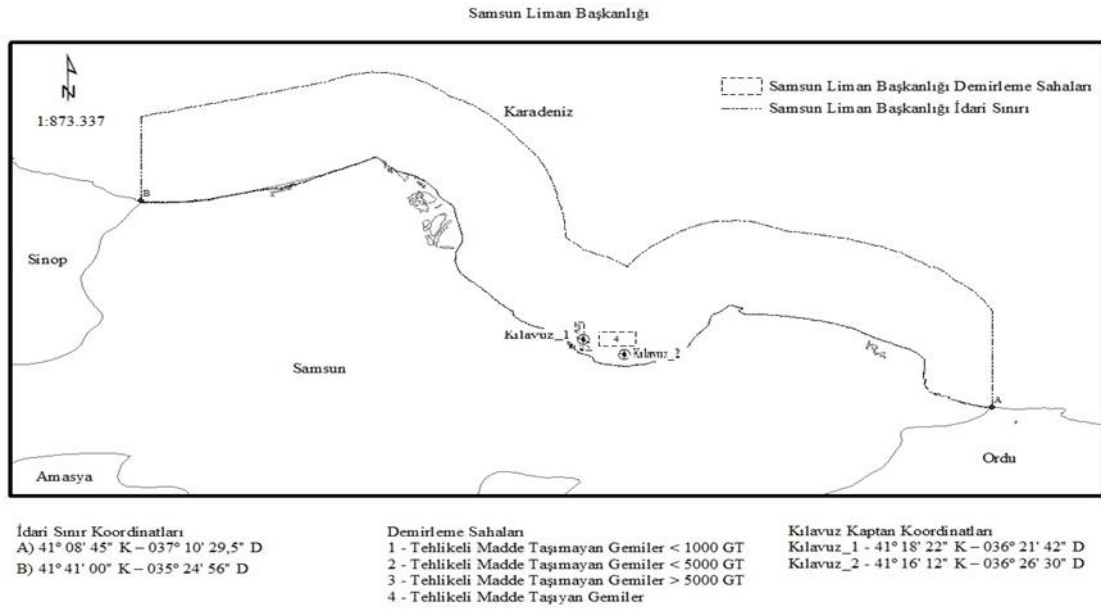 Samsun Liman Başkanlığı
N
1:873.337
Karadeniz
Samsun Liman Başkanlığı Demirleme Sahaları
Samsun Liman Başkanlığı İdari Sınırı
B
Sinop
Kılavuz_1
4
Kılavuz_2
Samsun
A
Ordu
Amasya
İdari Sınır Koordinatları
A) 41° 08' 45" K – 037° 10' 29,5" D
B) 41° 41' 00" K – 035° 24' 56" D
Demirleme Sahaları
1 - Tehlikeli Madde Taşımayan Gemiler < 1000 GT
2 - Tehlikeli Madde Taşımayan Gemiler < 5000 GT
3 - Tehlikeli Madde Taşımayan Gemiler > 5000 GT
4 - Tehlikeli Madde Taşıyan Gemiler
Kılavuz Kaptan Koordinatları
Kılavuz_1 - 41° 18' 22" K – 036° 21' 42" D
Kılavuz_2 - 41° 16' 12" K – 036° 26' 30" D